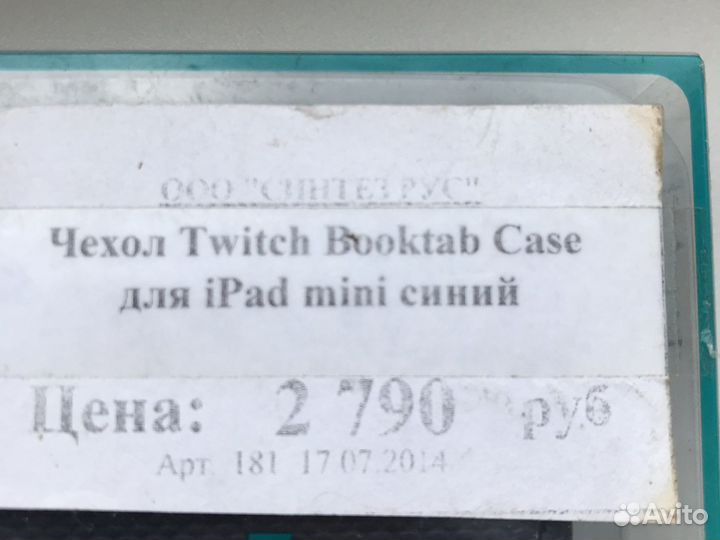 ООО "СИНТЕЗ РУС"
Чехол Twitch Booktab Case
для iPad mini синий
Цена: 2 790 руб
Арт. 181 17.07.2014
Avito